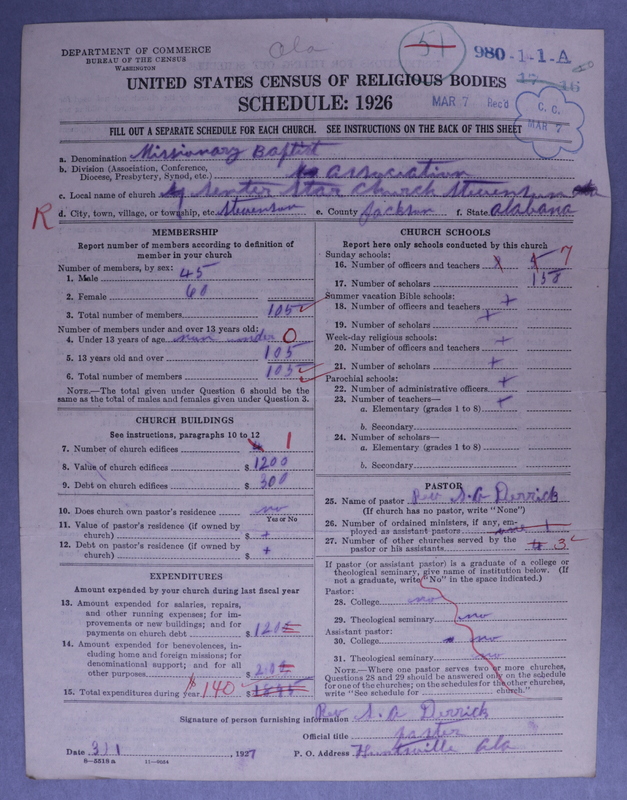 Ala
51
980-1-1-A
DEPARTMENT OF COMMERCE
BUREAU OF THE CENSUS
WASHINGTON
UNITED STATES CENSUS OF RELIGIOUS BODIES
17 16
SCHEDULE: 1926
MAR 7 Rec'd
C. C.
MAR 7
FILL OUT A SEPARATE SCHEDULE FOR EACH CHURCH. SEE INSTRUCTIONS ON THE BACK OF THIS SHEET
a. Denomination Missionary Baptist
b. Division (Association, Conference, Diocese, Presbytery, Synod, etc.) association
c. Local name of church Senter Star Church Stevenson
R
d. City, town, village, or township, etc. Stevenson e. County Jackson f. State Alabana
MEMBERSHIP
Report number of members according to definition of
member in your church
Number of members, by sex:
1. Male 45
2. Female 60
3. Total number of members 105
Number of members under and over 13 years old:
4. Under 13 years of age under 0
5. 13 years old and over 105
6. Total number of members 105
NOTE.—The total given under Question 6 should be the
same as the total of males and females given under Question 3.
CHURCH BUILDINGS
See instructions, paragraphs 10 to 12
7. Number of church edifices 1
8. Value of church edifices $ 1200
9. Debt on church edifices $ 300
10. Does church own pastor's residence no
Yes or No
11. Value of pastor's residence (if owned by
church) $ +
12. Debt on pastor's residence (if owned by
church) $ +
EXPENDITURES
Amount expended by your church during last fiscal year
13. Amount expended for salaries, repairs,
and other running expenses; for im-
provements or new buildings; and for
payments on church debt $ 120
14. Amount expended for benevolences, in-
cluding home and foreign missions; for
denominational support; and for all
other purposes $ 20
15. Total expenditures during year $140 $
CHURCH SCHOOLS
Report here only schools conducted by this church
Sunday schools:
16. Number of officers and teachers 7
17. Number of scholars 158
Summer vacation Bible schools:
18. Number of officers and teachers +
19. Number of scholars +
Week-day religious schools:
20. Number of officers and teachers +
21. Number of scholars +
Parochial schools:
22. Number of administrative officers +
23. Number of teachers— +
a. Elementary (grades 1 to 8)
b. Secondary
24. Number of scholars—
a. Elementary (grades 1 to 8)
b. Secondary
PASTOR
25. Name of pastor Rev S. A Derrick
(If church has no pastor, write "None")
26. Number of ordained ministers, if any, em-
ployed as assistant pastors 1
27. Number of other churches served by the
pastor or his assistants 3
If pastor (or assistant pastor) is a graduate of a college or
theological seminary, give name of institution below. (If
not a graduate, write "No" in the space indicated.)
Pastor:
28. College no
29. Theological seminary no
Assistant pastor:
30. College no
31. Theological seminary no
NOTE.—Where one pastor serves two or more churches,
Questions 28 and 29 should be answered only on the schedule
for one of the churches; on the schedules for the other churches,
write "See schedule for church."
Signature of person furnishing information Rev S. A Derrick
Official title pastor
Date 3/1, 1927 P. O. Address Huntsville Ala
8—5518a 11—9554